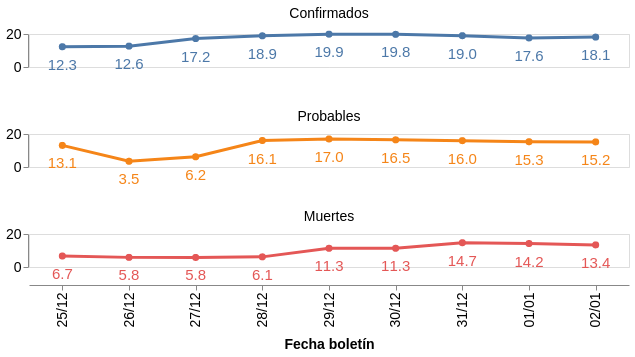 Confirmados
20
0
12.3 12.6 17.2 18.9 19.9 19.8 19.0 17.6 18.1
Probables
20
0
13.1 3.5 6.2 16.1 17.0 16.5 16.0 15.3 15.2
Muertes
20
0
6.7 5.8 5.8 6.1 11.3 11.3 14.7 14.2 13.4
25/12 26/12 27/12 28/12 29/12 30/12 31/12 01/01 02/01
Fecha boletín